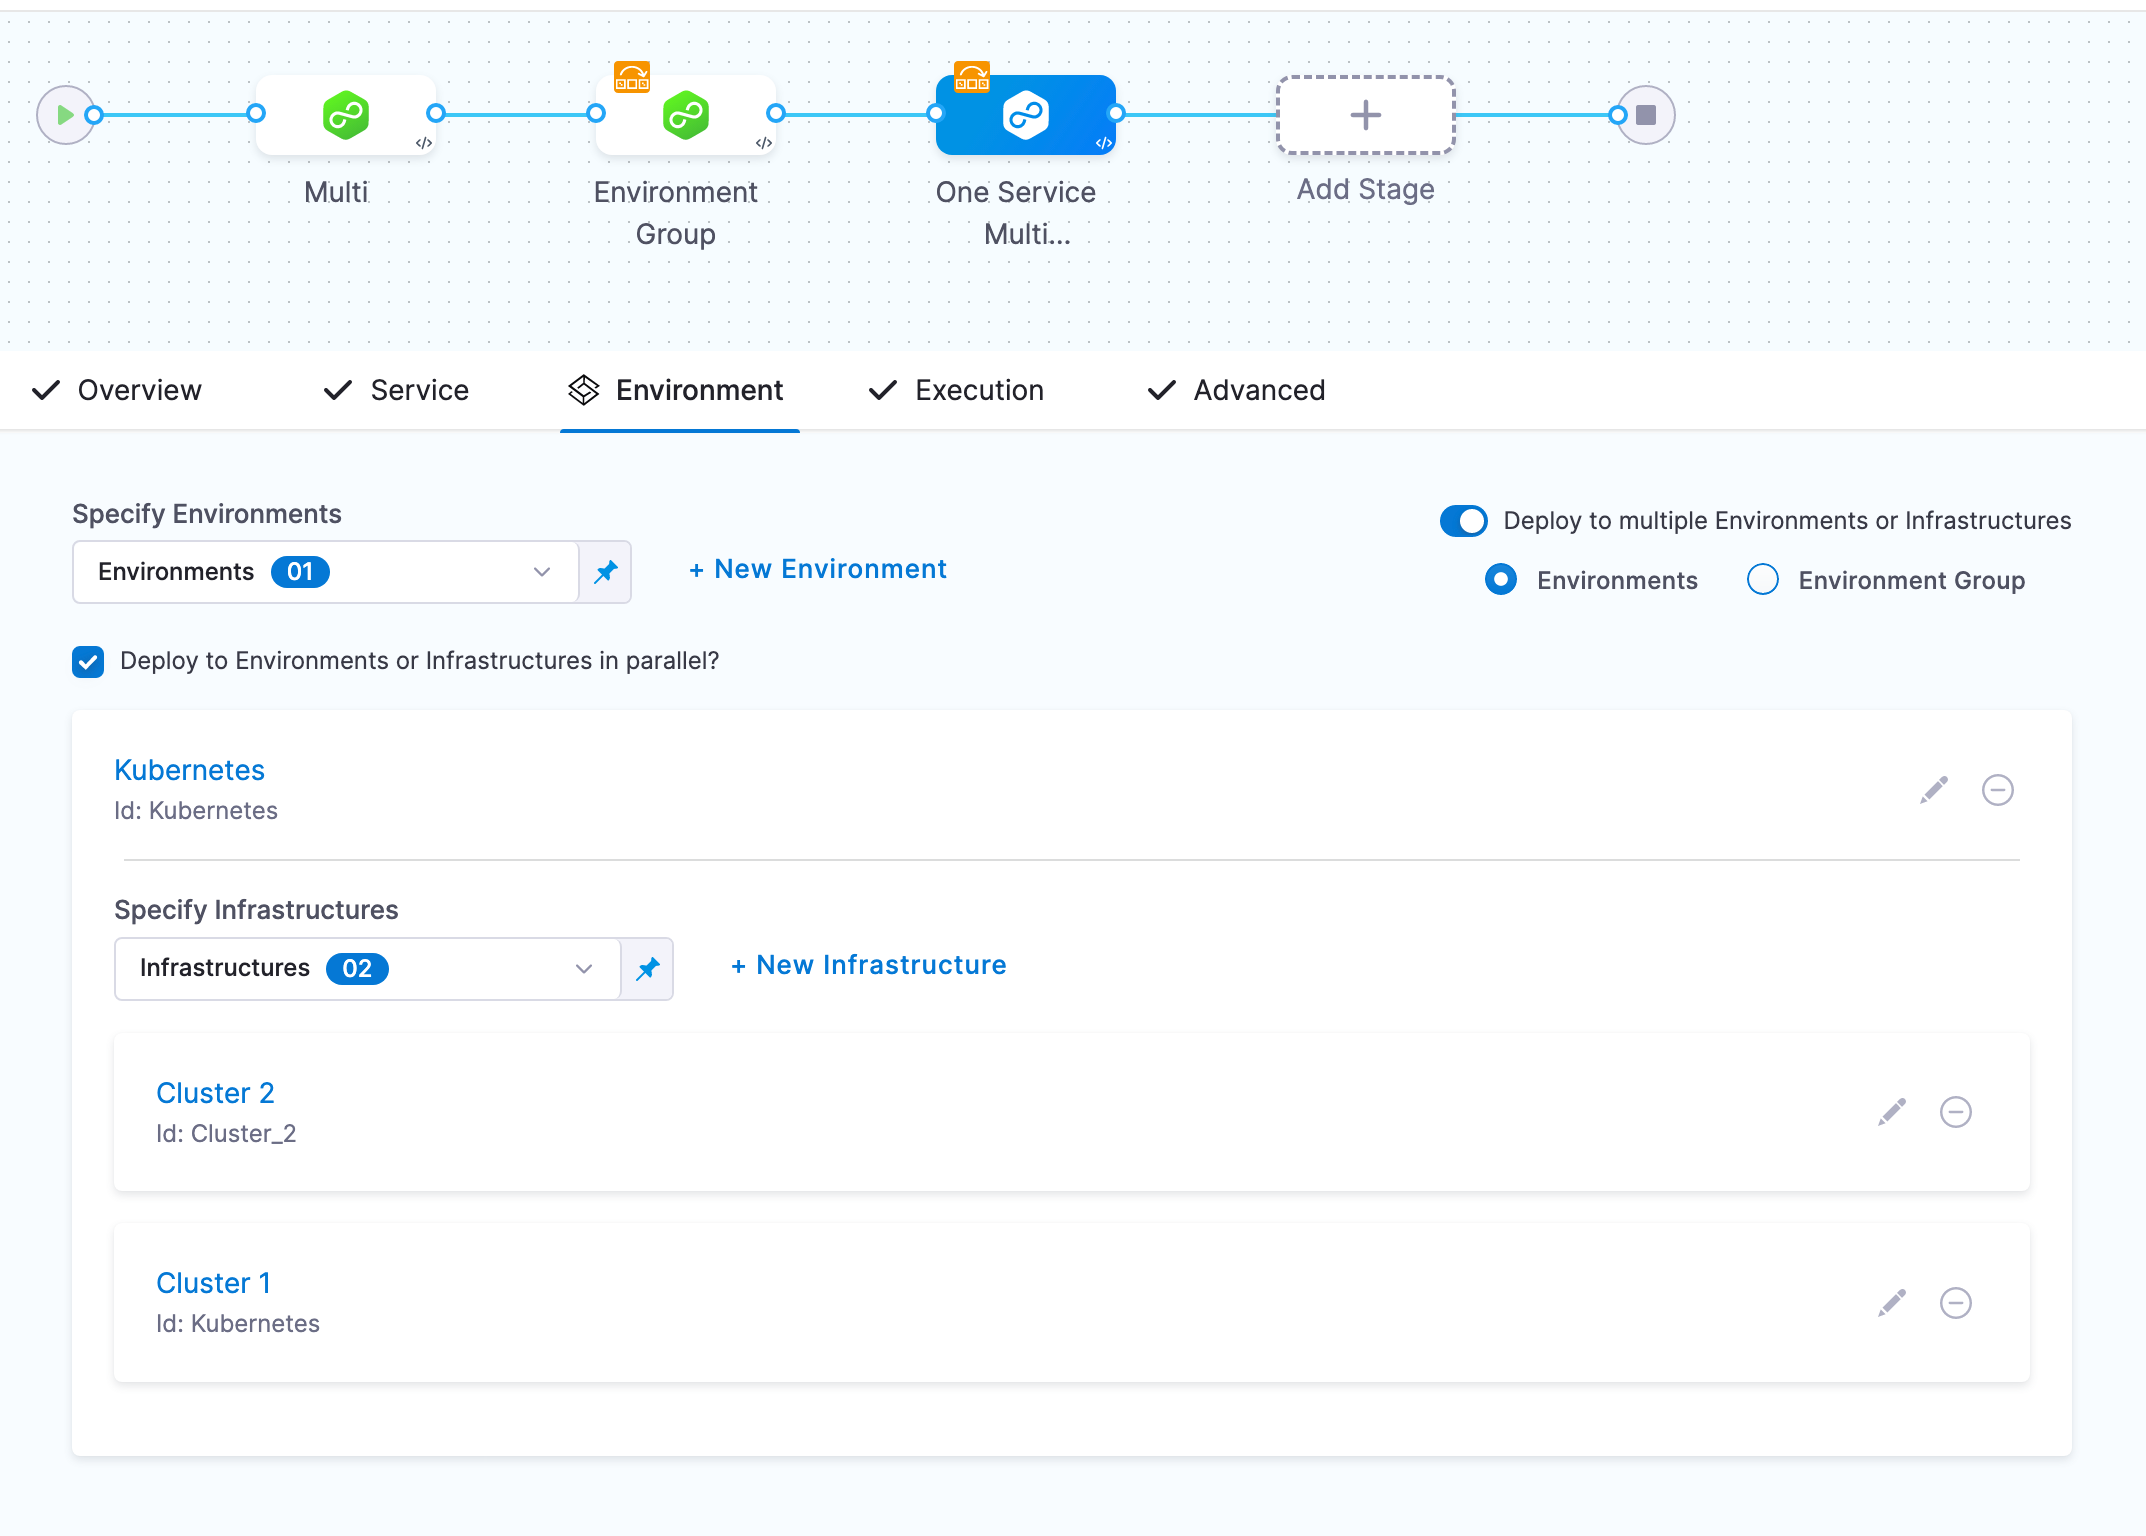 </>
</>
</>
Multi
Environment
Group
One Service
Multi...
Add Stage
Overview
Service
Environment
Execution
Advanced
Specify Environments
Environments 01
+ New Environment
Deploy to multiple Environments or Infrastructures
Environments
Environment Group
Deploy to Environments or Infrastructures in parallel?
Kubernetes
Id: Kubernetes
Specify Infrastructures
Infrastructures 02
+ New Infrastructure
Cluster 2
Id: Cluster_2
Cluster 1
Id: Kubernetes